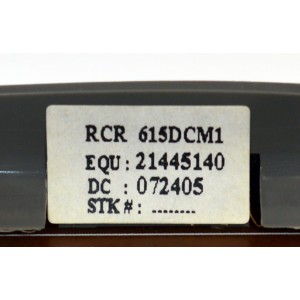 RCR 615DCM1
EQU: 21445140
DC : 072405
STK#: ........